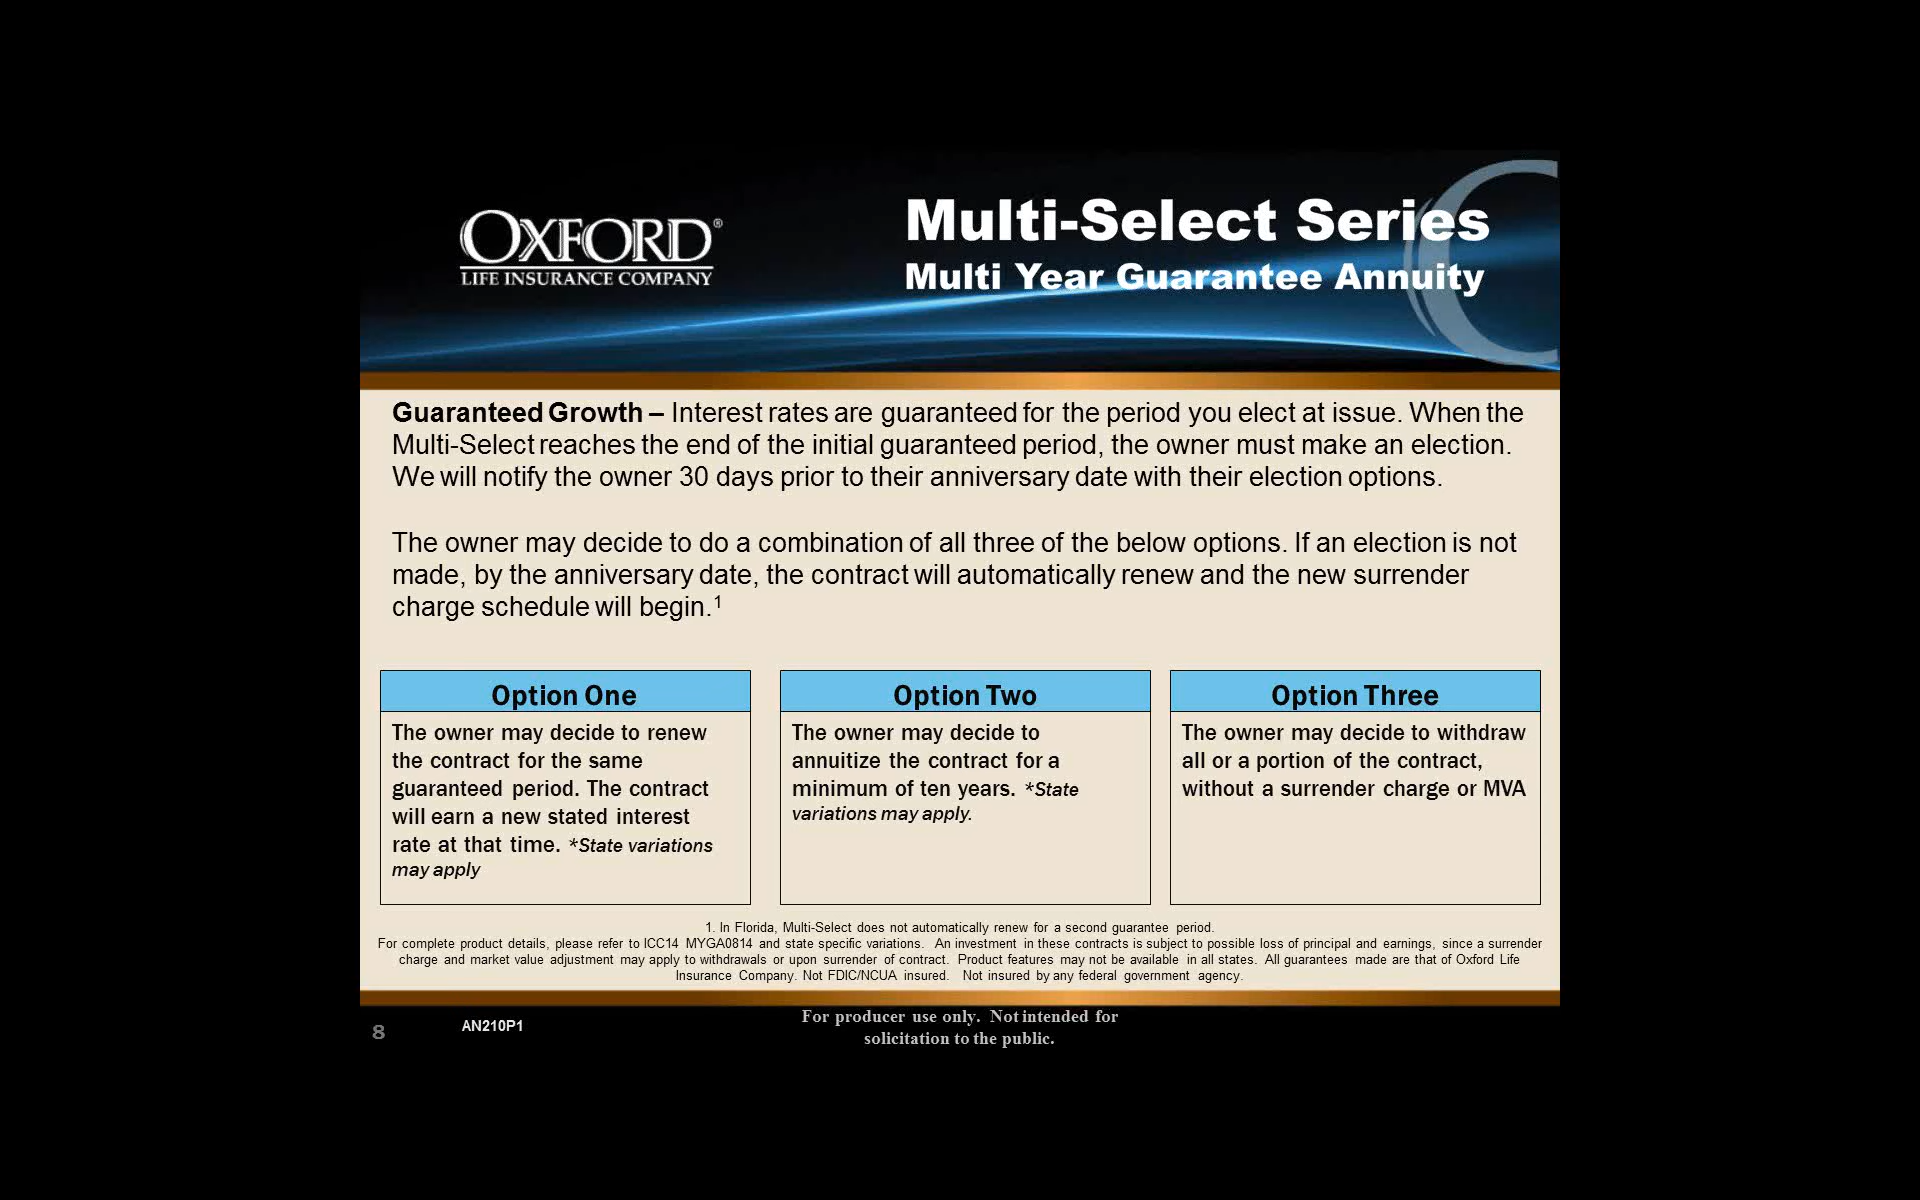 OXFORD®
LIFE INSURANCE COMPANY
Multi-Select Series
Multi Year Guarantee Annuity
Guaranteed Growth – Interest rates are guaranteed for the period you elect at issue. When the
Multi-Select reaches the end of the initial guaranteed period, the owner must make an election.
We will notify the owner 30 days prior to their anniversary date with their election options.
The owner may decide to do a combination of all three of the below options. If an election is not
made, by the anniversary date, the contract will automatically renew and the new surrender
charge schedule will begin.1
Option One
The owner may decide to renew
the contract for the same
guaranteed period. The contract
will earn a new stated interest
rate at that time. *State variations
may apply
Option Two
The owner may decide to
annuitize the contract for a
minimum of ten years. *State
variations may apply.
Option Three
The owner may decide to withdraw
all or a portion of the contract,
without a surrender charge or MVA
1. In Florida, Multi-Select does not automatically renew for a second guarantee period.
For complete product details, please refer to ICC14 MYGA0814 and state specific variations. An investment in these contracts is subject to possible loss of principal and earnings, since a surrender
charge and market value adjustment may apply to withdrawals or upon surrender of contract. Product features may not be available in all states. All guarantees made are that of Oxford Life
Insurance Company. Not FDIC/NCUA insured. Not insured by any federal government agency.
8
AN210P1
For producer use only. Not intended for
solicitation to the public.